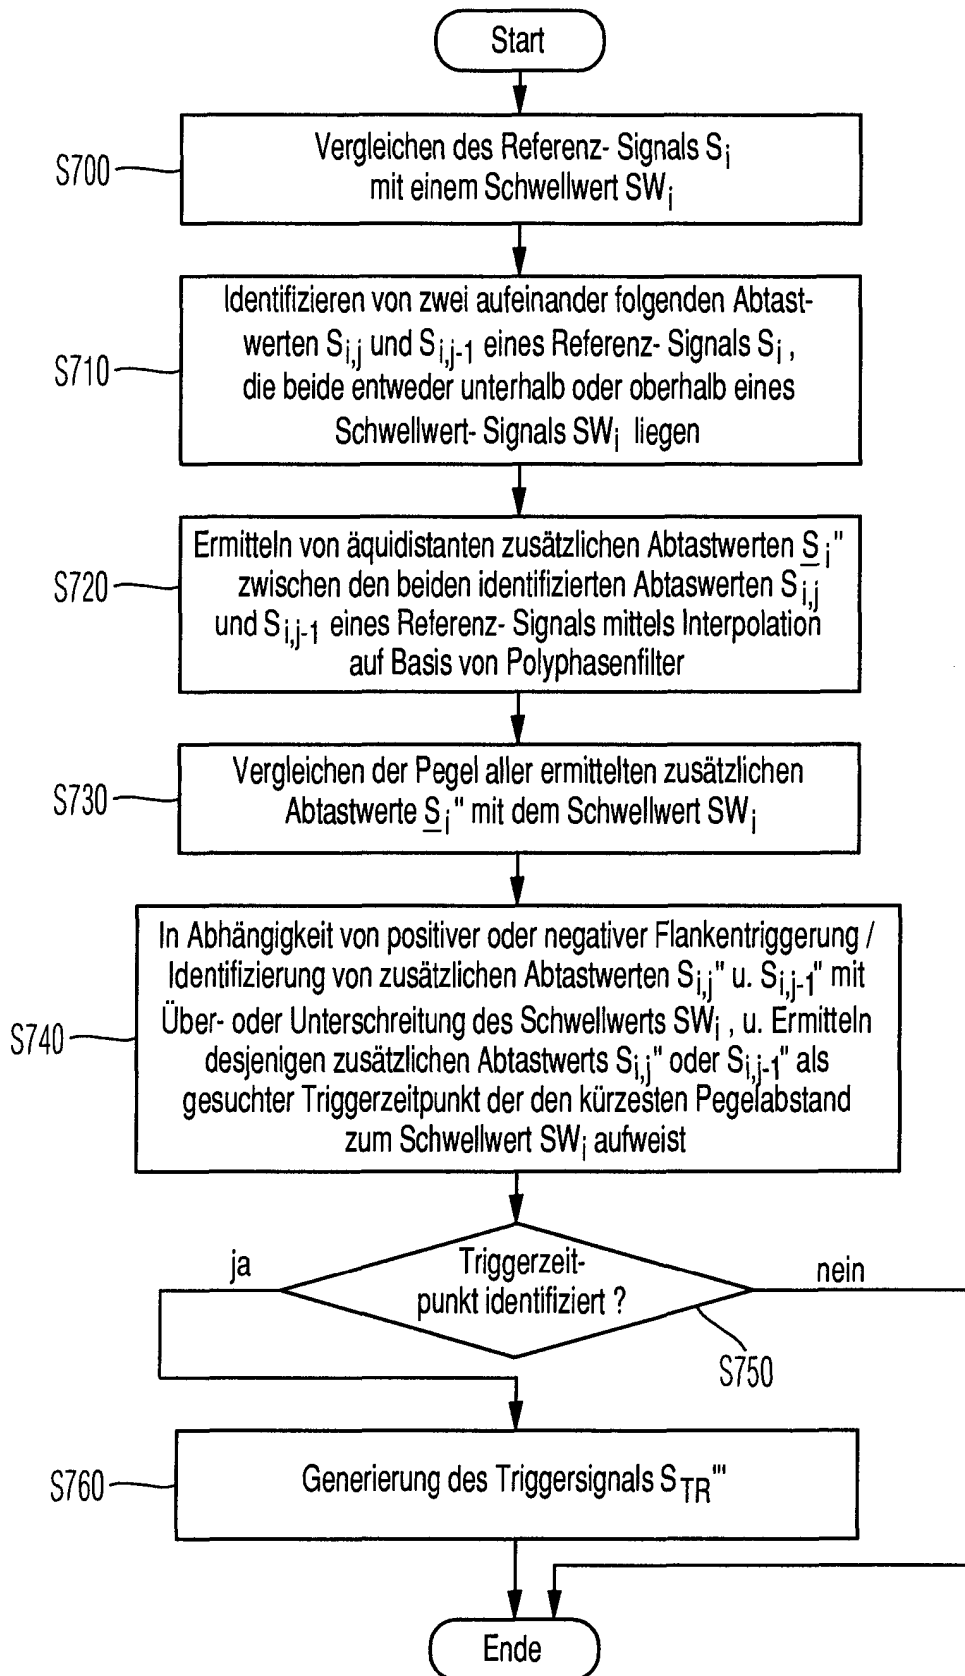 Start
S700
Vergleichen des Referenz- Signals Si
mit einem Schwellwert SWi
S710
Identifizieren von zwei aufeinander folgenden Abtast-
werten Si,j und Si,j-1 eines Referenz- Signals Si ,
die beide entweder unterhalb oder oberhalb eines
Schwellwert- Signals SWi liegen
S720
Ermitteln von äquidistanten zusätzlichen Abtastwerten Si"
zwischen den beiden identifizierten Abtaswerten Si,j
und Si,j-1 eines Referenz- Signals mittels Interpolation
auf Basis von Polyphasenfilter
S730
Vergleichen der Pegel aller ermittelten zusätzlichen
Abtastwerte Si" mit dem Schwellwert SWi
S740
In Abhängigkeit von positiver oder negativer Flankentriggerung /
Identifizierung von zusätzlichen Abtastwerten Si,j" u. Si,j-1" mit
Über- oder Unterschreitung des Schwellwerts SWi , u. Ermitteln
desjenigen zusätzlichen Abtastwerts Si,j" oder Si,j-1" als
gesuchter Triggerzeitpunkt der den kürzesten Pegelabstand
zum Schwellwert SWi aufweist
ja
Triggerzeit-
punkt identifiziert ?
nein
S750
S760
Generierung des Triggersignals STR'''
Ende